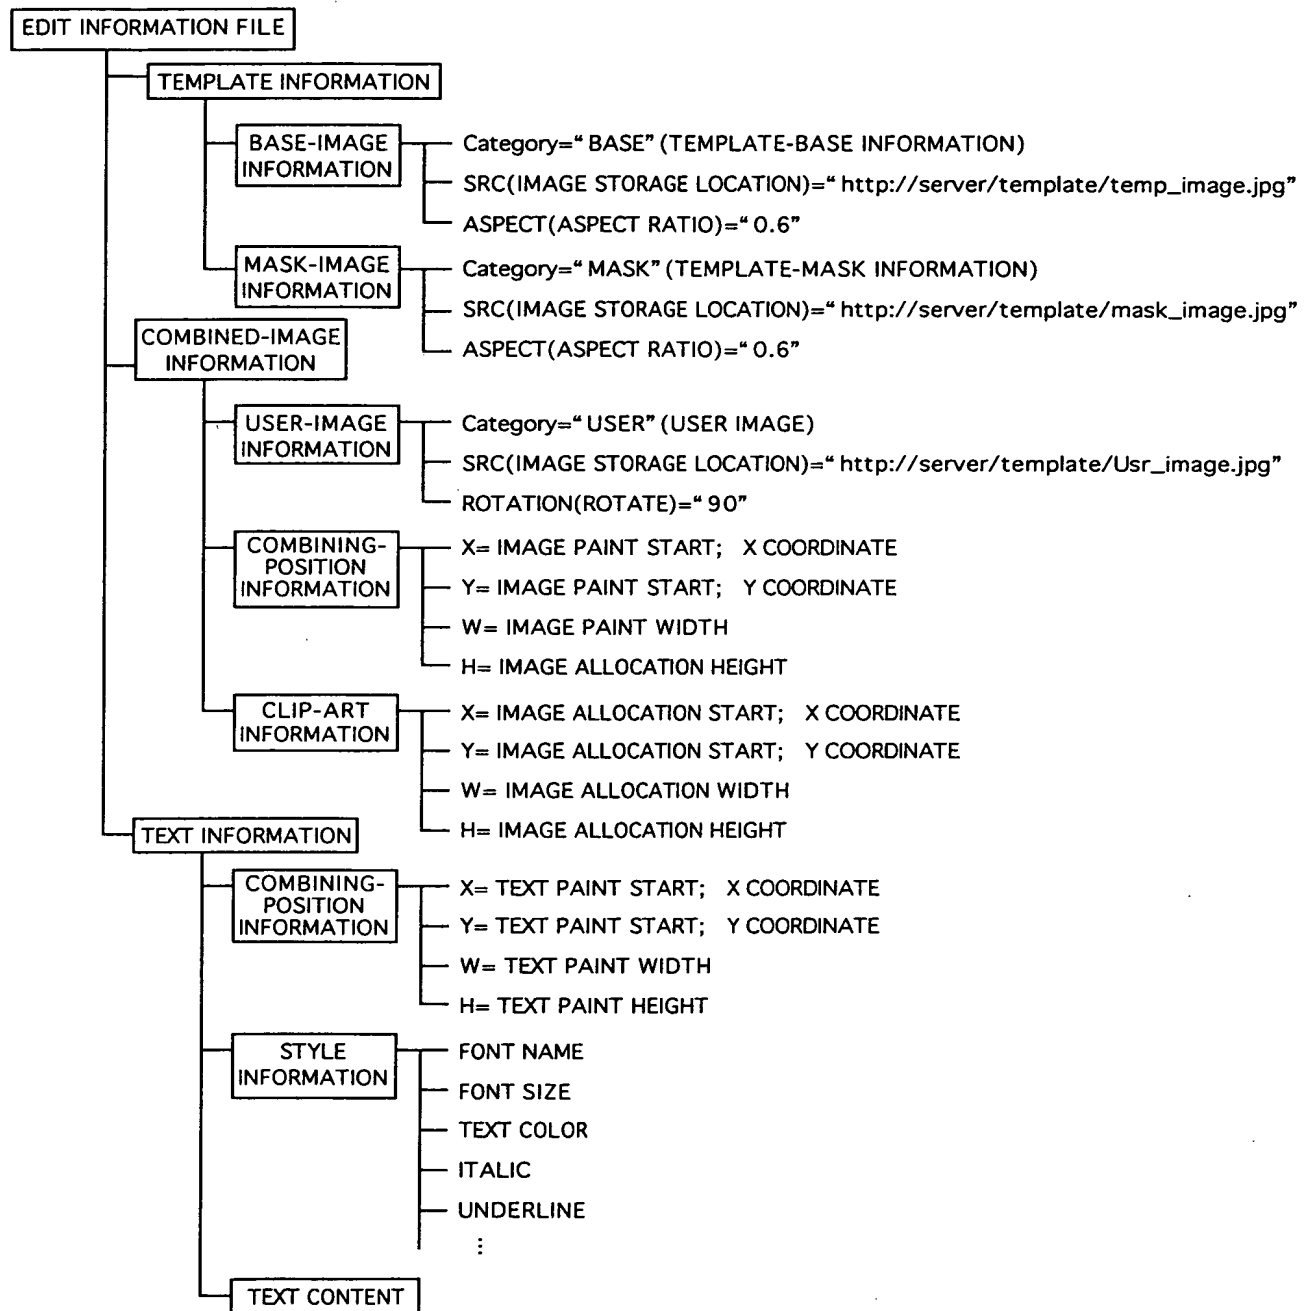 EDIT INFORMATION FILE
TEMPLATE INFORMATION
BASE-IMAGE
INFORMATION
Category="BASE" (TEMPLATE-BASE INFORMATION)
SRC(IMAGE STORAGE LOCATION)="http://server/template/temp_image.jpg"
ASPECT(ASPECT RATIO)="0.6"
MASK-IMAGE
INFORMATION
Category="MASK" (TEMPLATE-MASK INFORMATION)
SRC(IMAGE STORAGE LOCATION)="http://server/template/mask_image.jpg"
ASPECT(ASPECT RATIO)="0.6"
COMBINED-IMAGE
INFORMATION
USER-IMAGE
INFORMATION
Category="USER" (USER IMAGE)
SRC(IMAGE STORAGE LOCATION)="http://server/template/Usr_image.jpg"
ROTATION(ROTATE)="90"
COMBINING-
POSITION
INFORMATION
X= IMAGE PAINT START; X COORDINATE
Y= IMAGE PAINT START; Y COORDINATE
W= IMAGE PAINT WIDTH
H= IMAGE ALLOCATION HEIGHT
CLIP-ART
INFORMATION
X= IMAGE ALLOCATION START; X COORDINATE
Y= IMAGE ALLOCATION START; Y COORDINATE
W= IMAGE ALLOCATION WIDTH
H= IMAGE ALLOCATION HEIGHT
TEXT INFORMATION
COMBINING-
POSITION
INFORMATION
X= TEXT PAINT START; X COORDINATE
Y= TEXT PAINT START; Y COORDINATE
W= TEXT PAINT WIDTH
H= TEXT PAINT HEIGHT
STYLE
INFORMATION
FONT NAME
FONT SIZE
TEXT COLOR
ITALIC
UNDERLINE
⋮
TEXT CONTENT